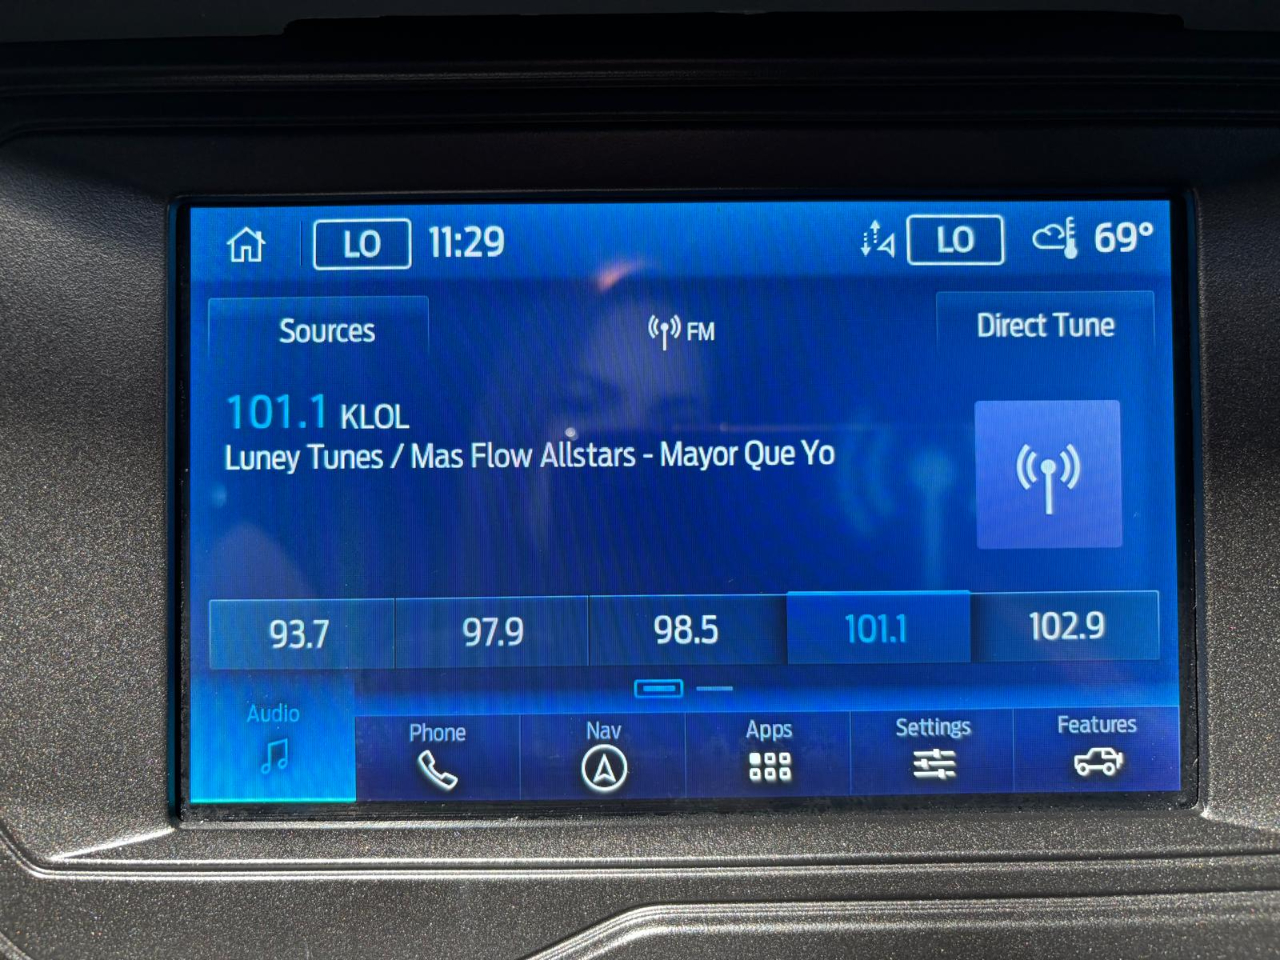 LO 11:29 LO 69°
Sources FM Direct Tune
101.1 KLOL
Luney Tunes / Mas Flow Allstars - Mayor Que Yo
93.7 97.9 98.5 101.1 102.9
Audio Phone Nav Apps Settings Features